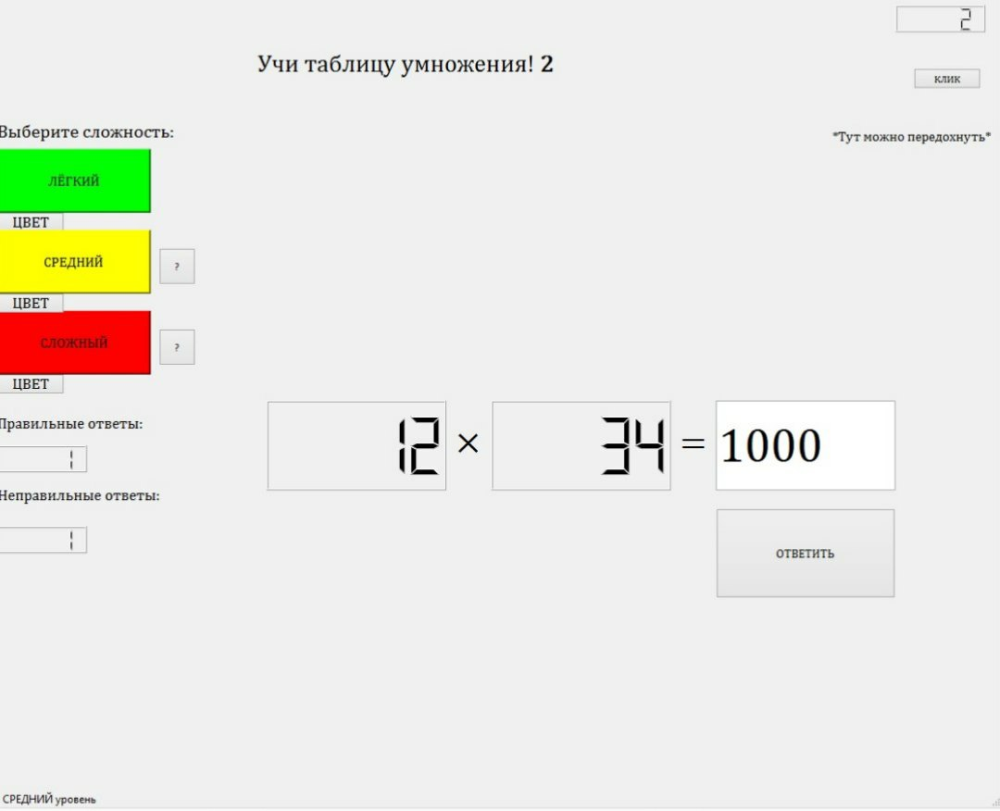 2
Учи таблицу умножения! 2
клик
Выберите сложность:
*Тут можно передохнуть*
ЛЁГКИЙ
ЦВЕТ
СРЕДНИЙ
?
ЦВЕТ
СЛОЖНЫЙ
?
ЦВЕТ
Правильные ответы:
1
Неправильные ответы:
1
12 × 34 = 1000
ОТВЕТИТЬ
СРЕДНИЙ уровень